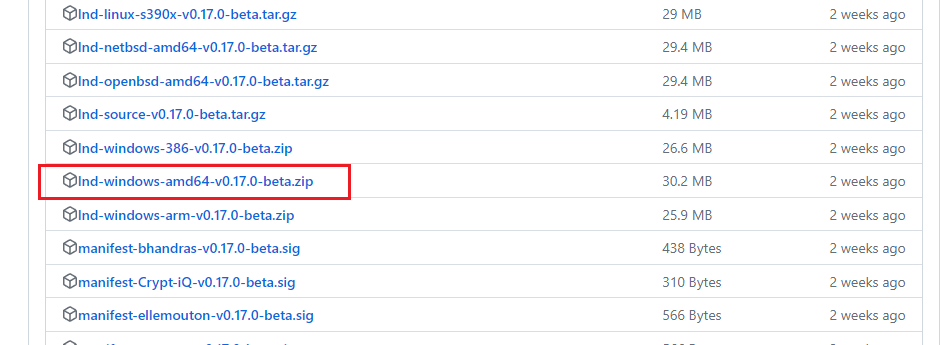 lnd-linux-s390x-v0.17.0-beta.tar.gz 29 MB 2 weeks ago
lnd-netbsd-amd64-v0.17.0-beta.tar.gz 29.4 MB 2 weeks ago
lnd-openbsd-amd64-v0.17.0-beta.tar.gz 29.4 MB 2 weeks ago
lnd-source-v0.17.0-beta.tar.gz 4.19 MB 2 weeks ago
lnd-windows-386-v0.17.0-beta.zip 26.6 MB 2 weeks ago
lnd-windows-amd64-v0.17.0-beta.zip 30.2 MB 2 weeks ago
lnd-windows-arm-v0.17.0-beta.zip 25.9 MB 2 weeks ago
manifest-bhandras-v0.17.0-beta.sig 438 Bytes 2 weeks ago
manifest-Crypt-iQ-v0.17.0-beta.sig 310 Bytes 2 weeks ago
manifest-ellemouton-v0.17.0-beta.sig 566 Bytes 2 weeks ago